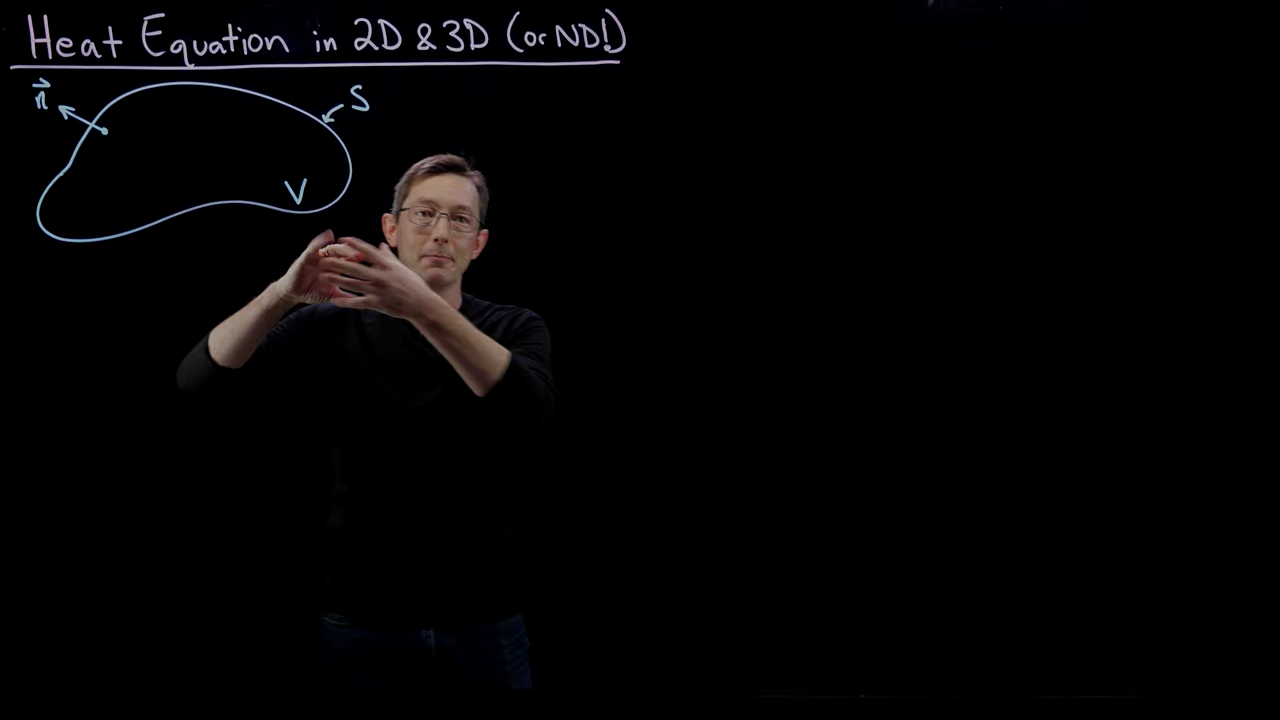 Heat Equation in 2D & 3D (or ND!)
n⃗
S
V